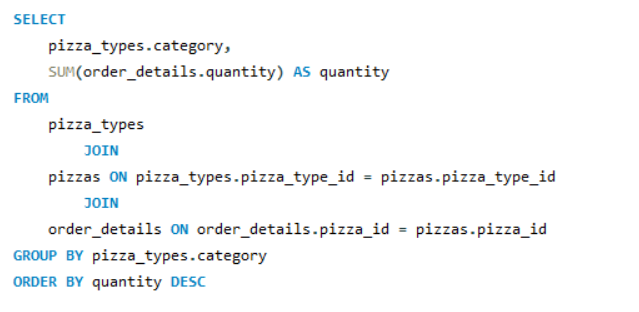 SELECT
pizza_types.category,
SUM(order_details.quantity) AS quantity
FROM
pizza_types
JOIN
pizzas ON pizza_types.pizza_type_id = pizzas.pizza_type_id
JOIN
order_details ON order_details.pizza_id = pizzas.pizza_id
GROUP BY pizza_types.category
ORDER BY quantity DESC